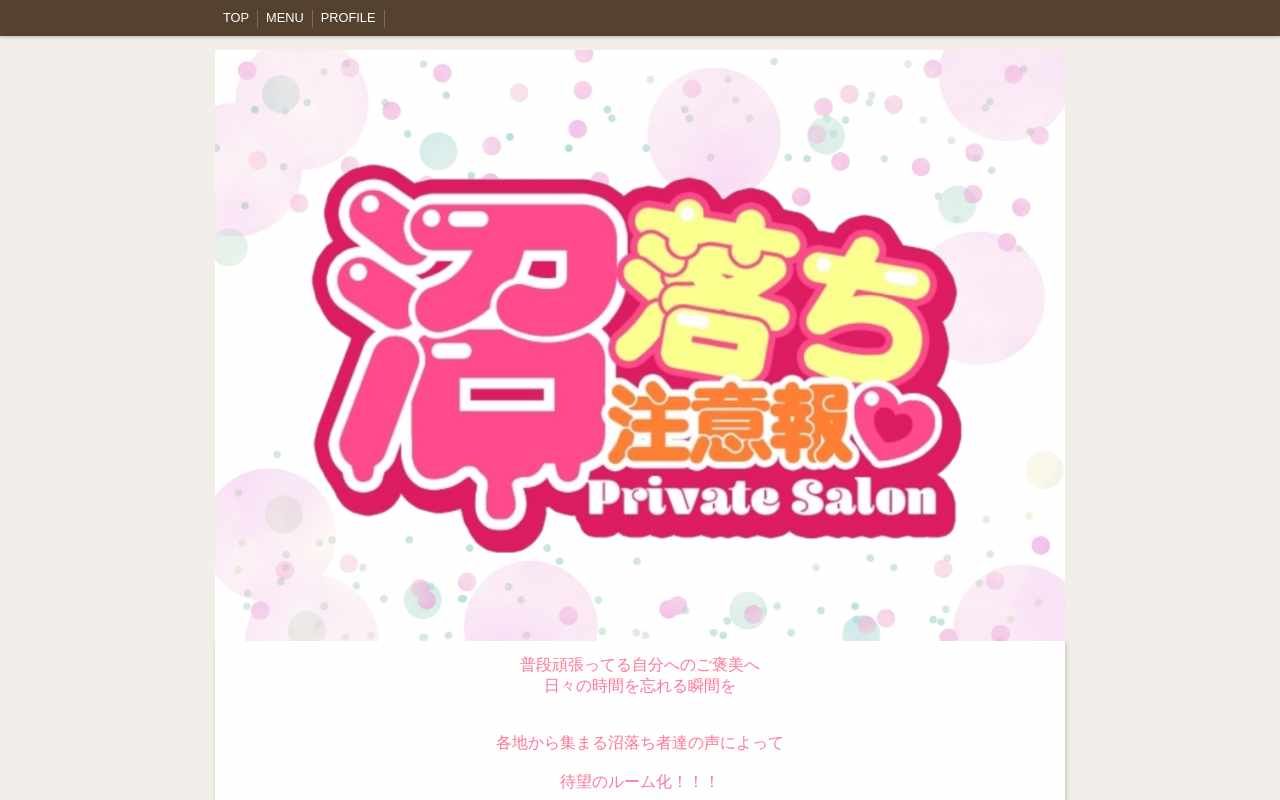 TOP
MENU
PROFILE
沼落ち
注意報
Private Salon
普段頑張ってる自分へのご褒美へ
日々の時間を忘れる瞬間を
各地から集まる沼落ち者達の声によって
待望のルーム化！！！